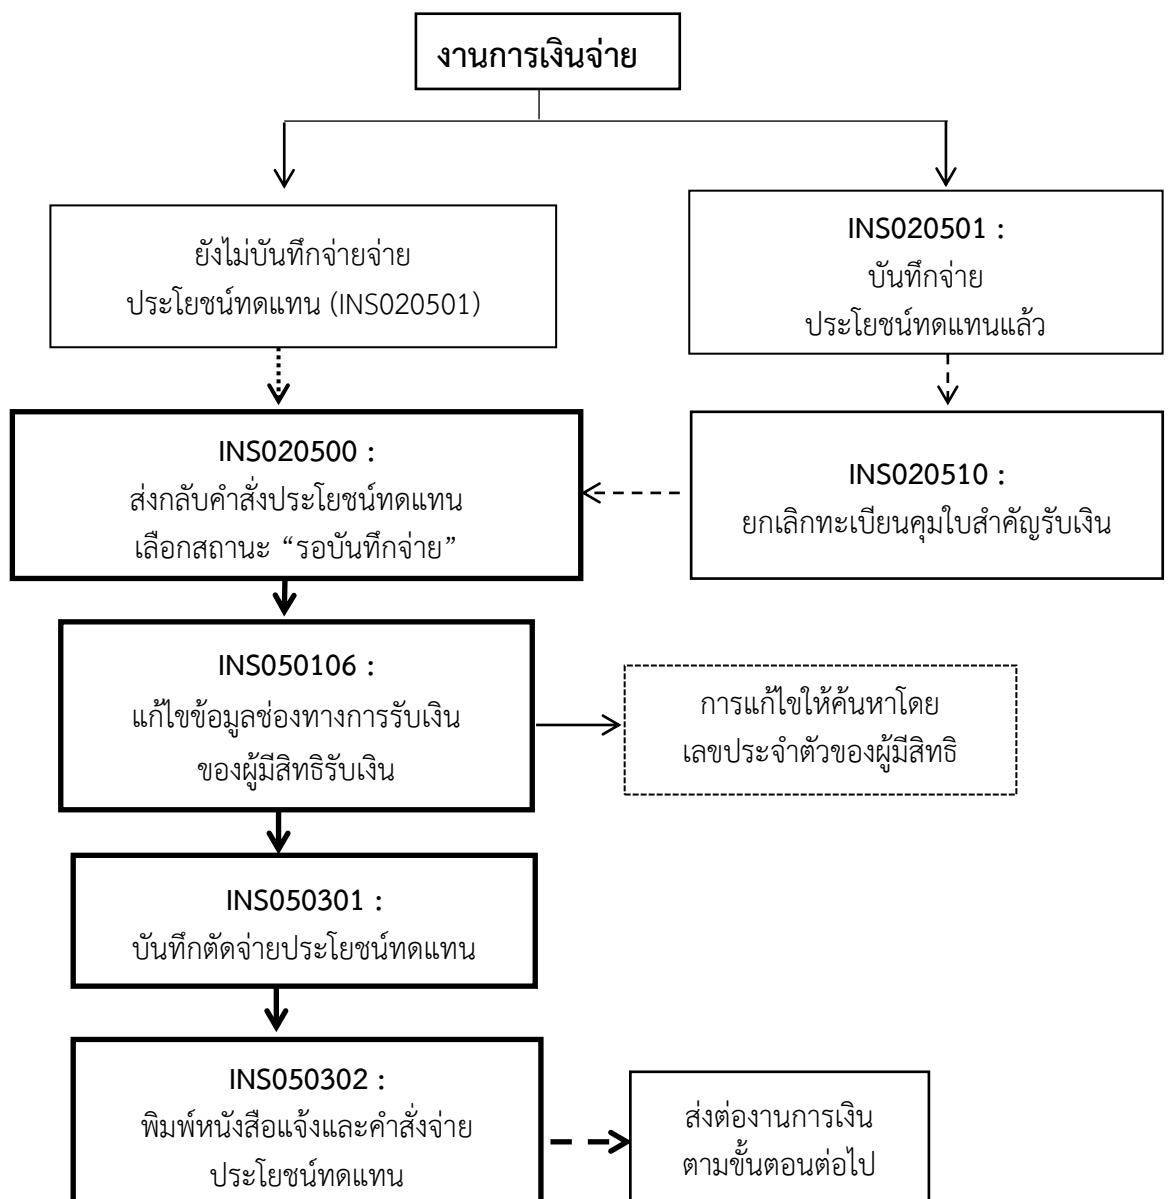 งานการเงินจ่าย
ยังไม่บันทึกจ่ายจ่าย
ประโยชน์ทดแทน (INS020501)
INS020501 :
บันทึกจ่าย
ประโยชน์ทดแทนแล้ว
INS020500 :
ส่งกลับคำสั่งประโยชน์ทดแทน
เลือกสถานะ “รอบันทึกจ่าย”
INS020510 :
ยกเลิกทะเบียนคุมใบสำคัญรับเงิน
INS050106 :
แก้ไขข้อมูลช่องทางการรับเงิน
ของผู้มีสิทธิรับเงิน
การแก้ไขให้ค้นหาโดย
เลขประจำตัวของผู้มีสิทธิ
INS050301 :
บันทึกตัดจ่ายประโยชน์ทดแทน
INS050302 :
พิมพ์หนังสือแจ้งและคำสั่งจ่าย
ประโยชน์ทดแทน
ส่งต่องานการเงิน
ตามขั้นตอนต่อไป